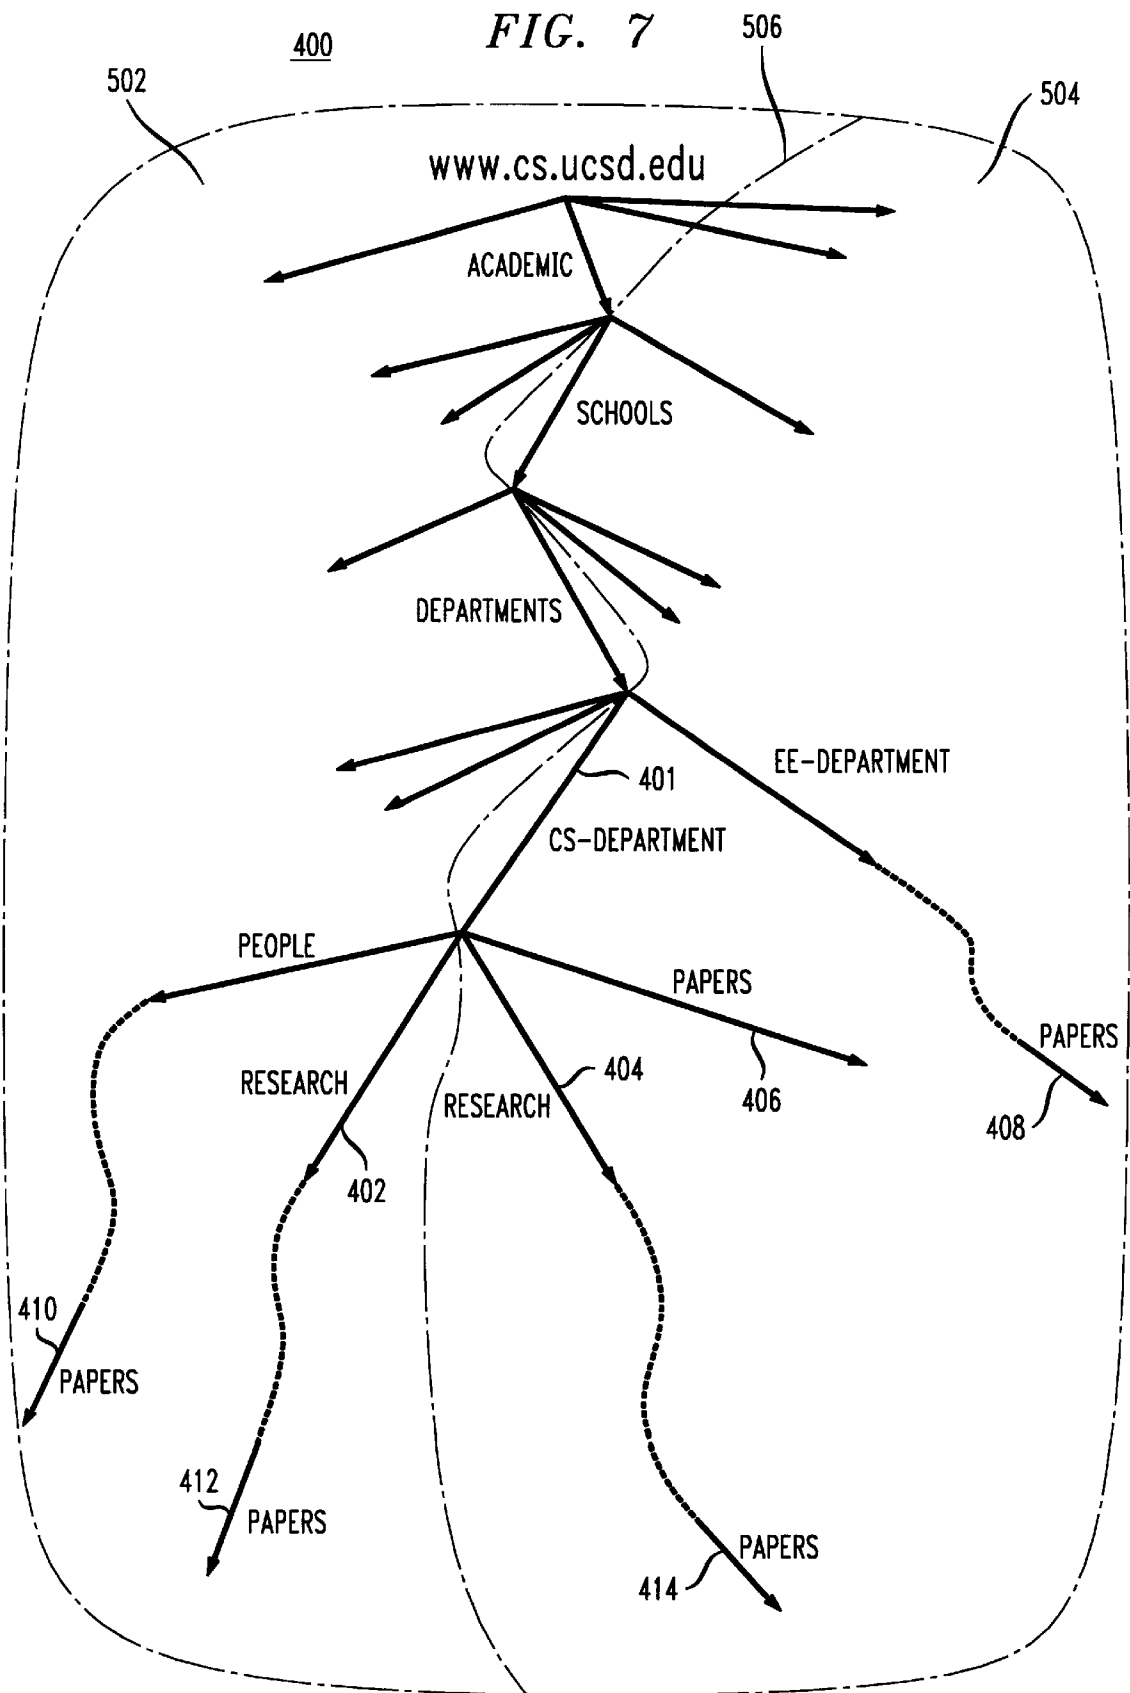 FIG. 7
400
506
502
504
www.cs.ucsd.edu
ACADEMIC
SCHOOLS
DEPARTMENTS
EE-DEPARTMENT
401
CS-DEPARTMENT
PEOPLE
PAPERS
PAPERS
404
RESEARCH
406
RESEARCH
408
402
410
PAPERS
412
PAPERS
PAPERS
414